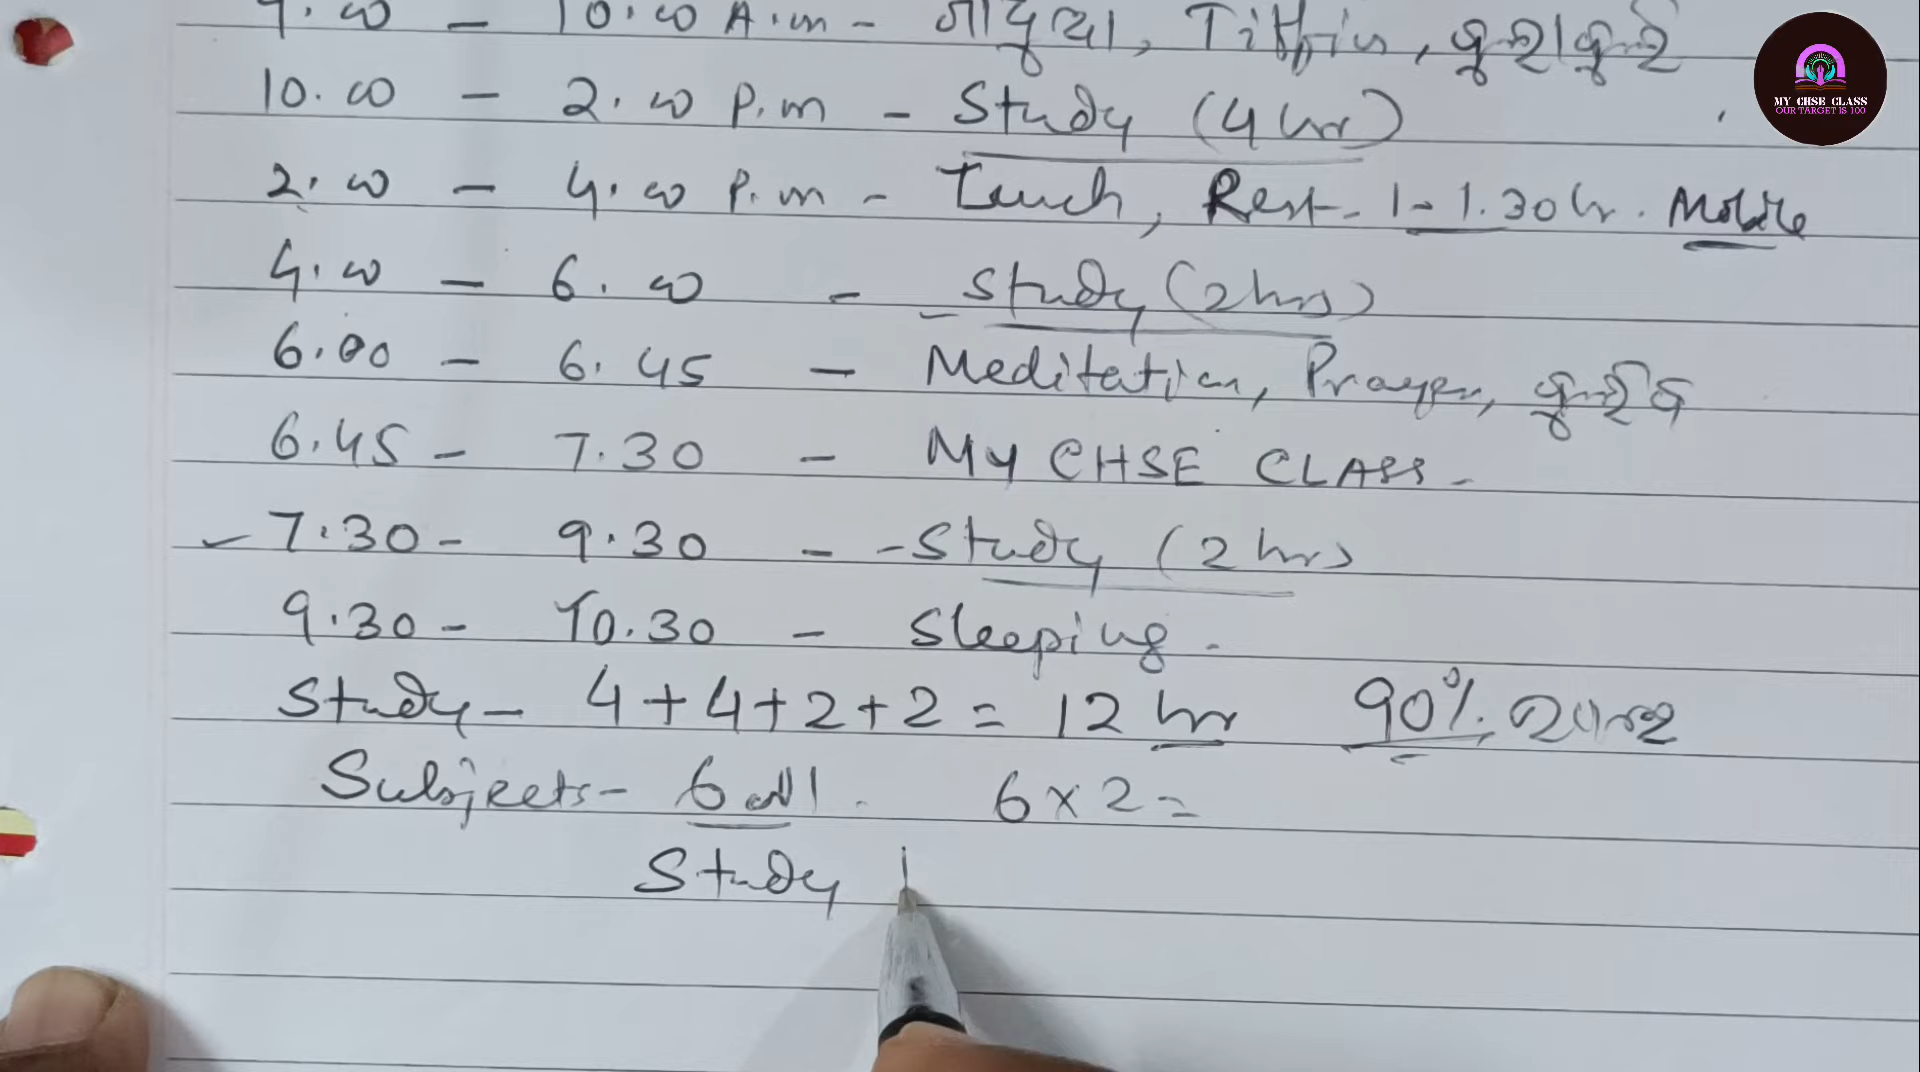 10.00 - 2.00 P.m - Study (4 hr)
2.00 - 4.00 P.m - Lunch, Rest - 1 - 1.30 hr. Mobile
4.00 - 6.00 - Study (2 hrs)
6.00 - 6.45 - Meditation, Prayer,
6.45 - 7.30 - MY CHSE CLASS -
7.30 - 9.30 - - Study (2 hrs
9.30 - 10.30 - Sleeping -
Study - 4 + 4 + 2 + 2 = 12 hr 90%
Subjects - 6 6 x 2 =
Study
MY CHSE CLASS
OUR TARGET IS 100